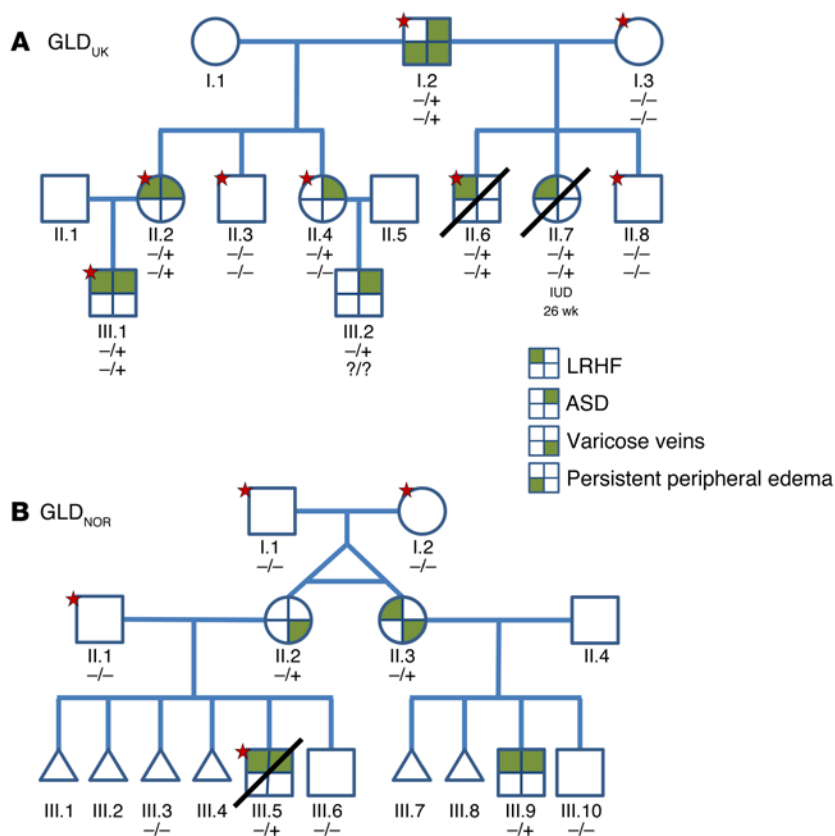 A GLD_UK
I.1
I.2
−/+
−/+
I.3
−/−
−/−
II.1
II.2
−/+
−/+
II.3
−/−
−/−
II.4
−/+
−/−
II.5
II.6
−/+
−/+
II.7
−/+
−/+
IUD
26 wk
II.8
−/−
−/−
III.1
−/+
−/+
III.2
−/+
?/?
LRHF
ASD
Varicose veins
Persistent peripheral edema
B GLD_NOR
I.1
−/−
I.2
−/−
II.1
−/−
II.2
−/+
II.3
−/+
II.4
III.1
III.2
III.3
−/−
III.4
III.5
−/+
III.6
−/−
III.7
III.8
III.9
−/+
III.10
−/−